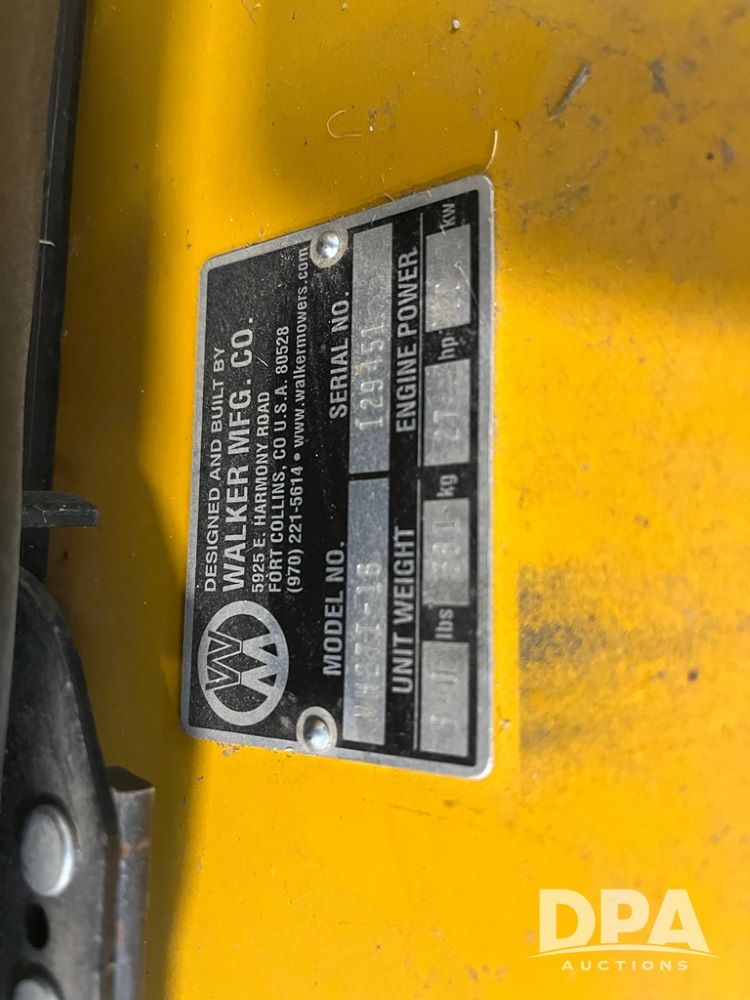 DESIGNED AND BUILT BY
WALKER MFG. CO.
5925 E. HARMONY ROAD
FORT COLLINS, CO U.S.A. 80528
(970) 221-5614 • www.walkermowers.com
MODEL NO. SERIAL NO.
UNIT WEIGHT ENGINE POWER
lbs kg 27 hp kW
DPA
AUCTIONS